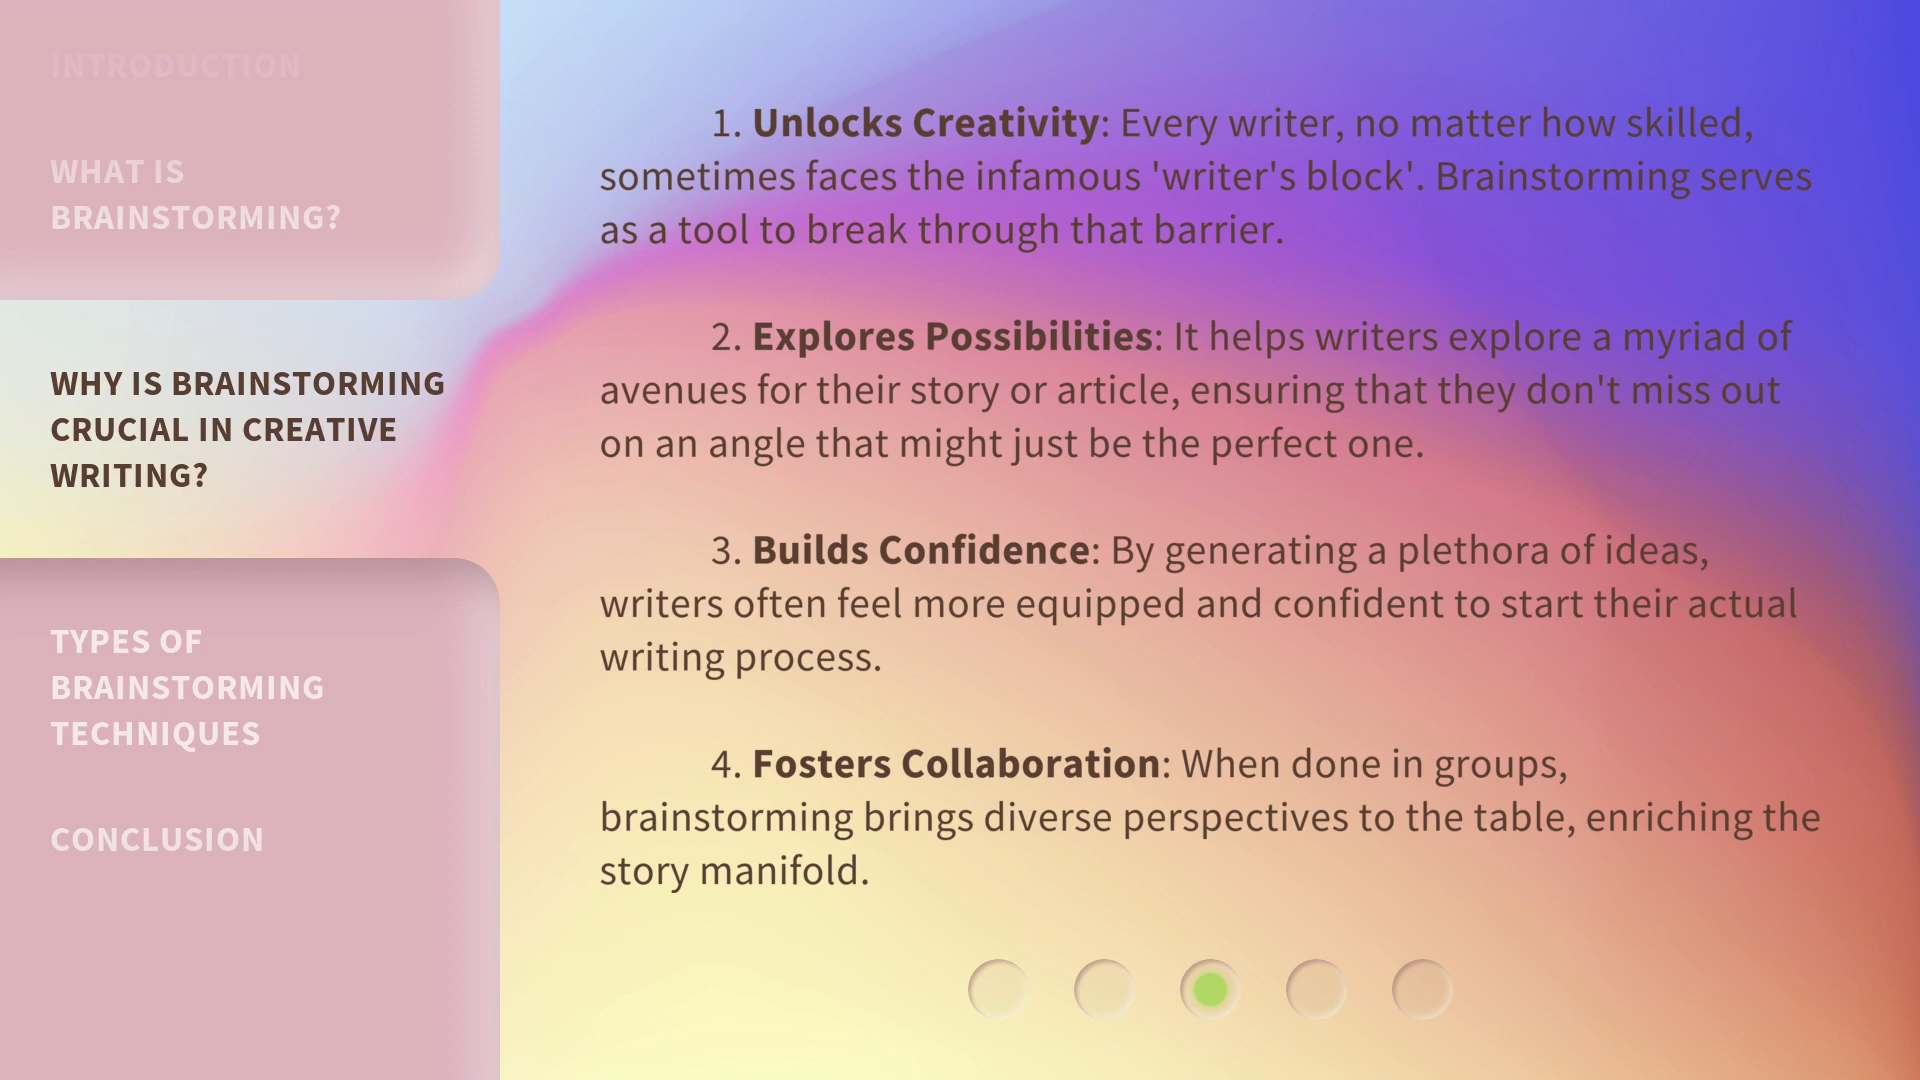 INTRODUCTION
WHAT IS
BRAINSTORMING?
WHY IS BRAINSTORMING
CRUCIAL IN CREATIVE
WRITING?
TYPES OF
BRAINSTORMING
TECHNIQUES
CONCLUSION
1. Unlocks Creativity: Every writer, no matter how skilled,
sometimes faces the infamous 'writer's block'. Brainstorming serves
as a tool to break through that barrier.
2. Explores Possibilities: It helps writers explore a myriad of
avenues for their story or article, ensuring that they don't miss out
on an angle that might just be the perfect one.
3. Builds Confidence: By generating a plethora of ideas,
writers often feel more equipped and confident to start their actual
writing process.
4. Fosters Collaboration: When done in groups,
brainstorming brings diverse perspectives to the table, enriching the
story manifold.